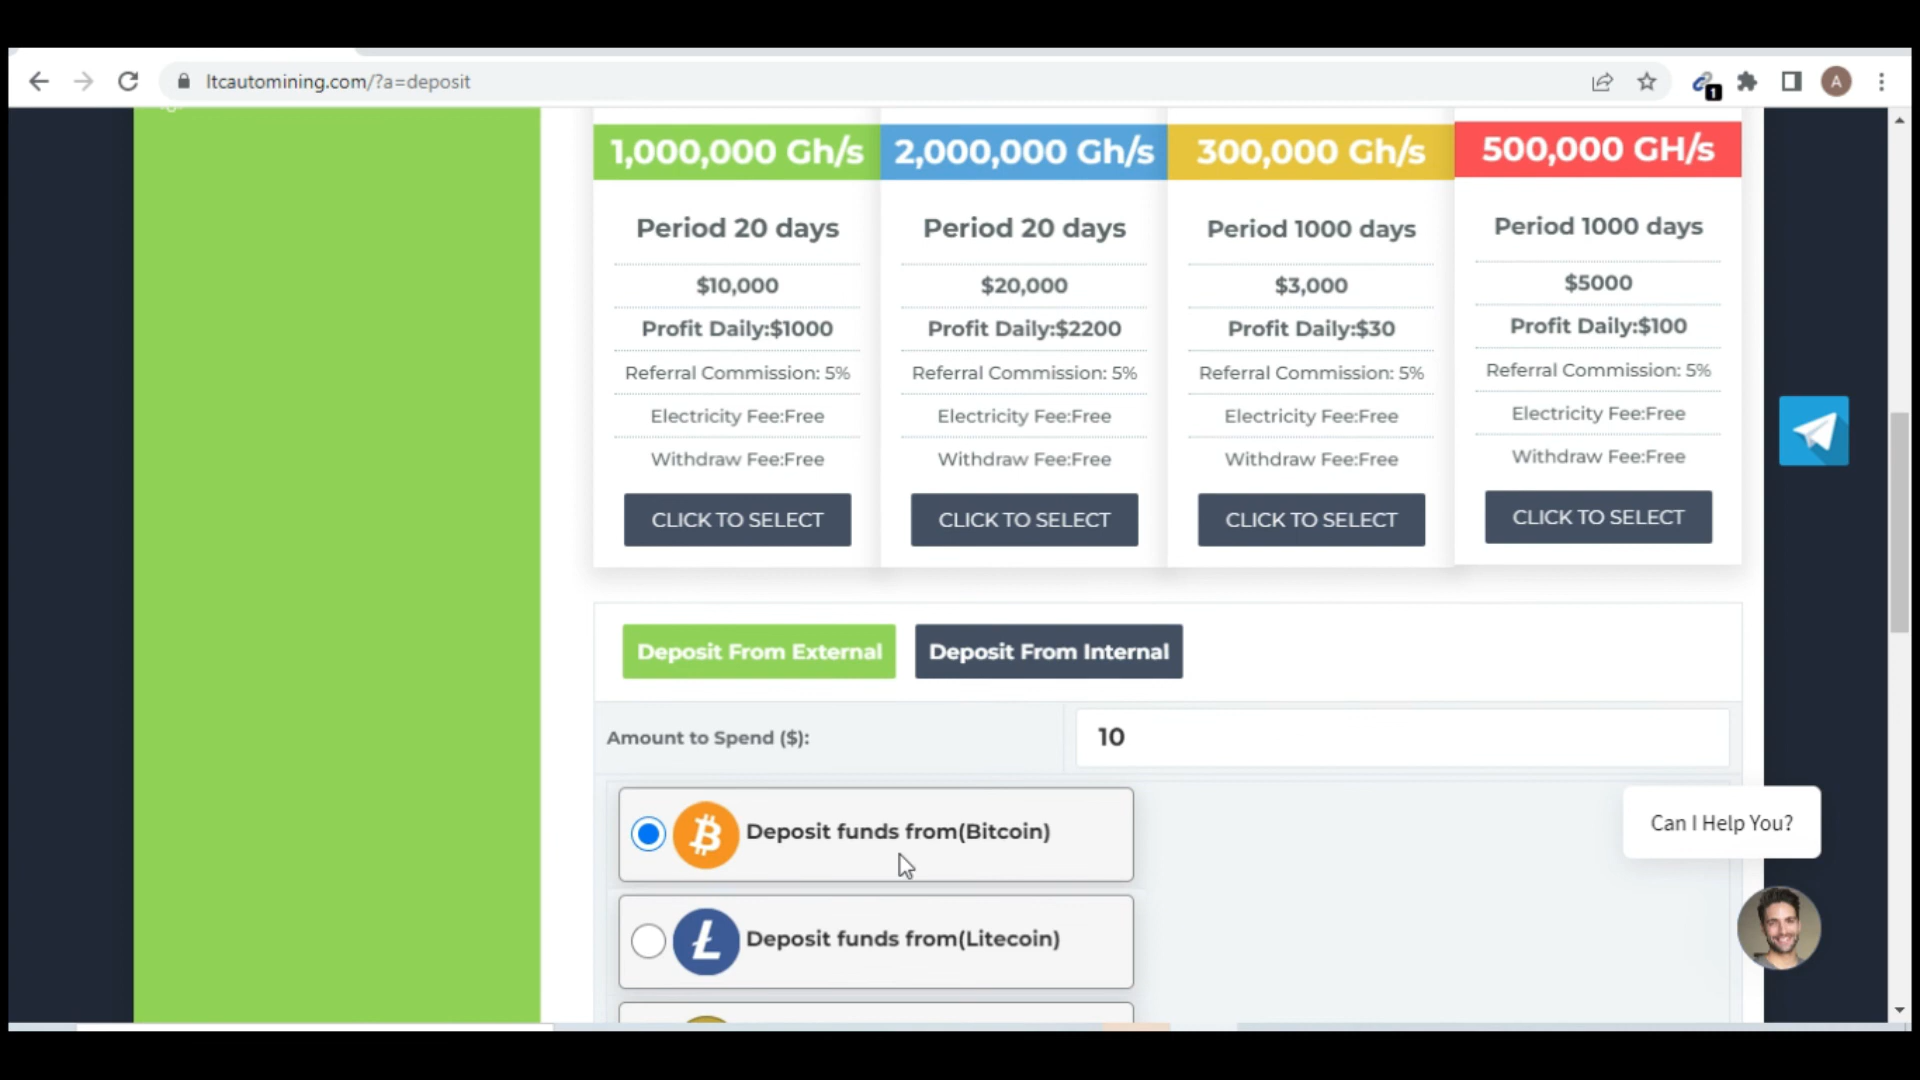 ltcautomining.com/?a=deposit
1
A
1,000,000 Gh/s
2,000,000 Gh/s
300,000 Gh/s
500,000 GH/s
Period 20 days
Period 20 days
Period 1000 days
Period 1000 days
$10,000
$20,000
$3,000
$5000
Profit Daily:$1000
Profit Daily:$2200
Profit Daily:$30
Profit Daily:$100
Referral Commission: 5%
Referral Commission: 5%
Referral Commission: 5%
Referral Commission: 5%
Electricity Fee:Free
Electricity Fee:Free
Electricity Fee:Free
Electricity Fee:Free
Withdraw Fee:Free
Withdraw Fee:Free
Withdraw Fee:Free
Withdraw Fee:Free
CLICK TO SELECT
CLICK TO SELECT
CLICK TO SELECT
CLICK TO SELECT
Deposit From External
Deposit From Internal
Amount to Spend ($):
10
Deposit funds from(Bitcoin)
Can I Help You?
Deposit funds from(Litecoin)